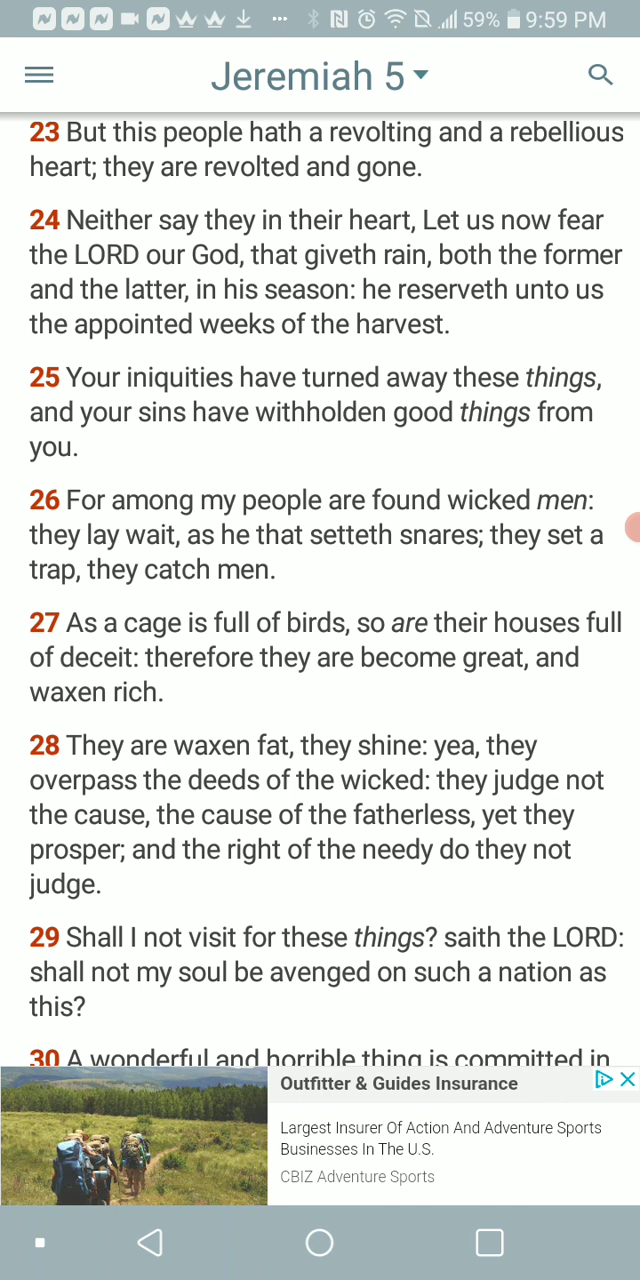 59% 9:59 PM
Jeremiah 5
23 But this people hath a revolting and a rebellious
heart; they are revolted and gone.
24 Neither say they in their heart, Let us now fear
the LORD our God, that giveth rain, both the former
and the latter, in his season: he reserveth unto us
the appointed weeks of the harvest.
25 Your iniquities have turned away these things,
and your sins have withholden good things from
you.
26 For among my people are found wicked men:
they lay wait, as he that setteth snares; they set a
trap, they catch men.
27 As a cage is full of birds, so are their houses full
of deceit: therefore they are become great, and
waxen rich.
28 They are waxen fat, they shine: yea, they
overpass the deeds of the wicked: they judge not
the cause, the cause of the fatherless, yet they
prosper; and the right of the needy do they not
judge.
29 Shall I not visit for these things? saith the LORD:
shall not my soul be avenged on such a nation as
this?
30 A wonderful and horrible thing is committed in
Outfitter & Guides Insurance
Largest Insurer Of Action And Adventure Sports
Businesses In The U.S.
CBIZ Adventure Sports